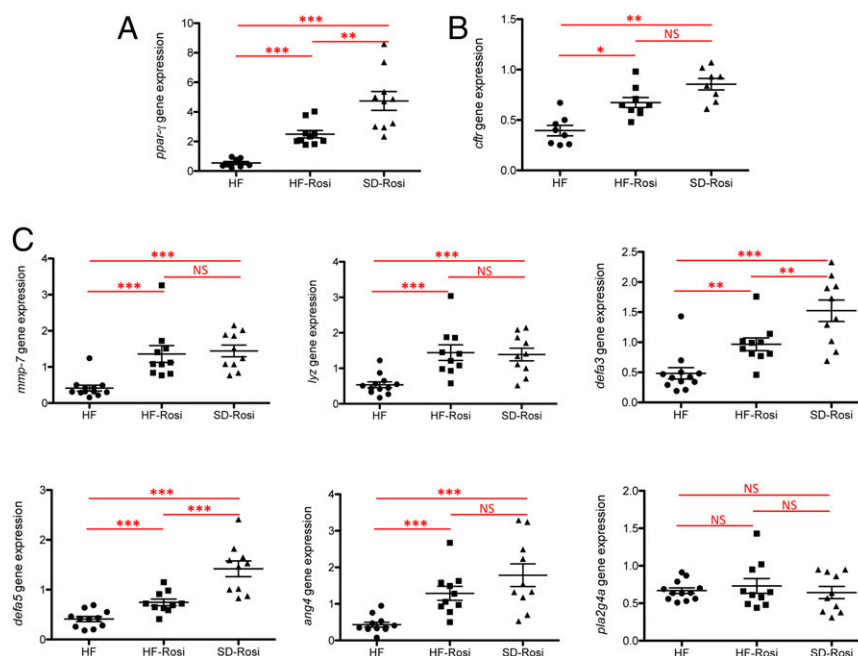 A
ppar-γ gene expression
10
8
6
4
2
0
***
***
**
HF
HF-Rosi
SD-Rosi
B
cftr gene expression
1.5
1.0
0.5
0.0
**
*
NS
HF
HF-Rosi
SD-Rosi
C
mmp-7 gene expression
4
3
2
1
0
***
***
NS
HF
HF-Rosi
SD-Rosi
lyz gene expression
4
3
2
1
0
***
***
NS
HF
HF-Rosi
SD-Rosi
defa3 gene expression
2.5
2.0
1.5
1.0
0.5
0.0
***
**
**
HF
HF-Rosi
SD-Rosi
defa5 gene expression
3
2
1
0
***
***
***
HF
HF-Rosi
SD-Rosi
ang4 gene expression
4
3
2
1
0
***
***
NS
HF
HF-Rosi
SD-Rosi
pla2g4a gene expression
2.0
1.5
1.0
0.5
0.0
NS
NS
NS
HF
HF-Rosi
SD-Rosi